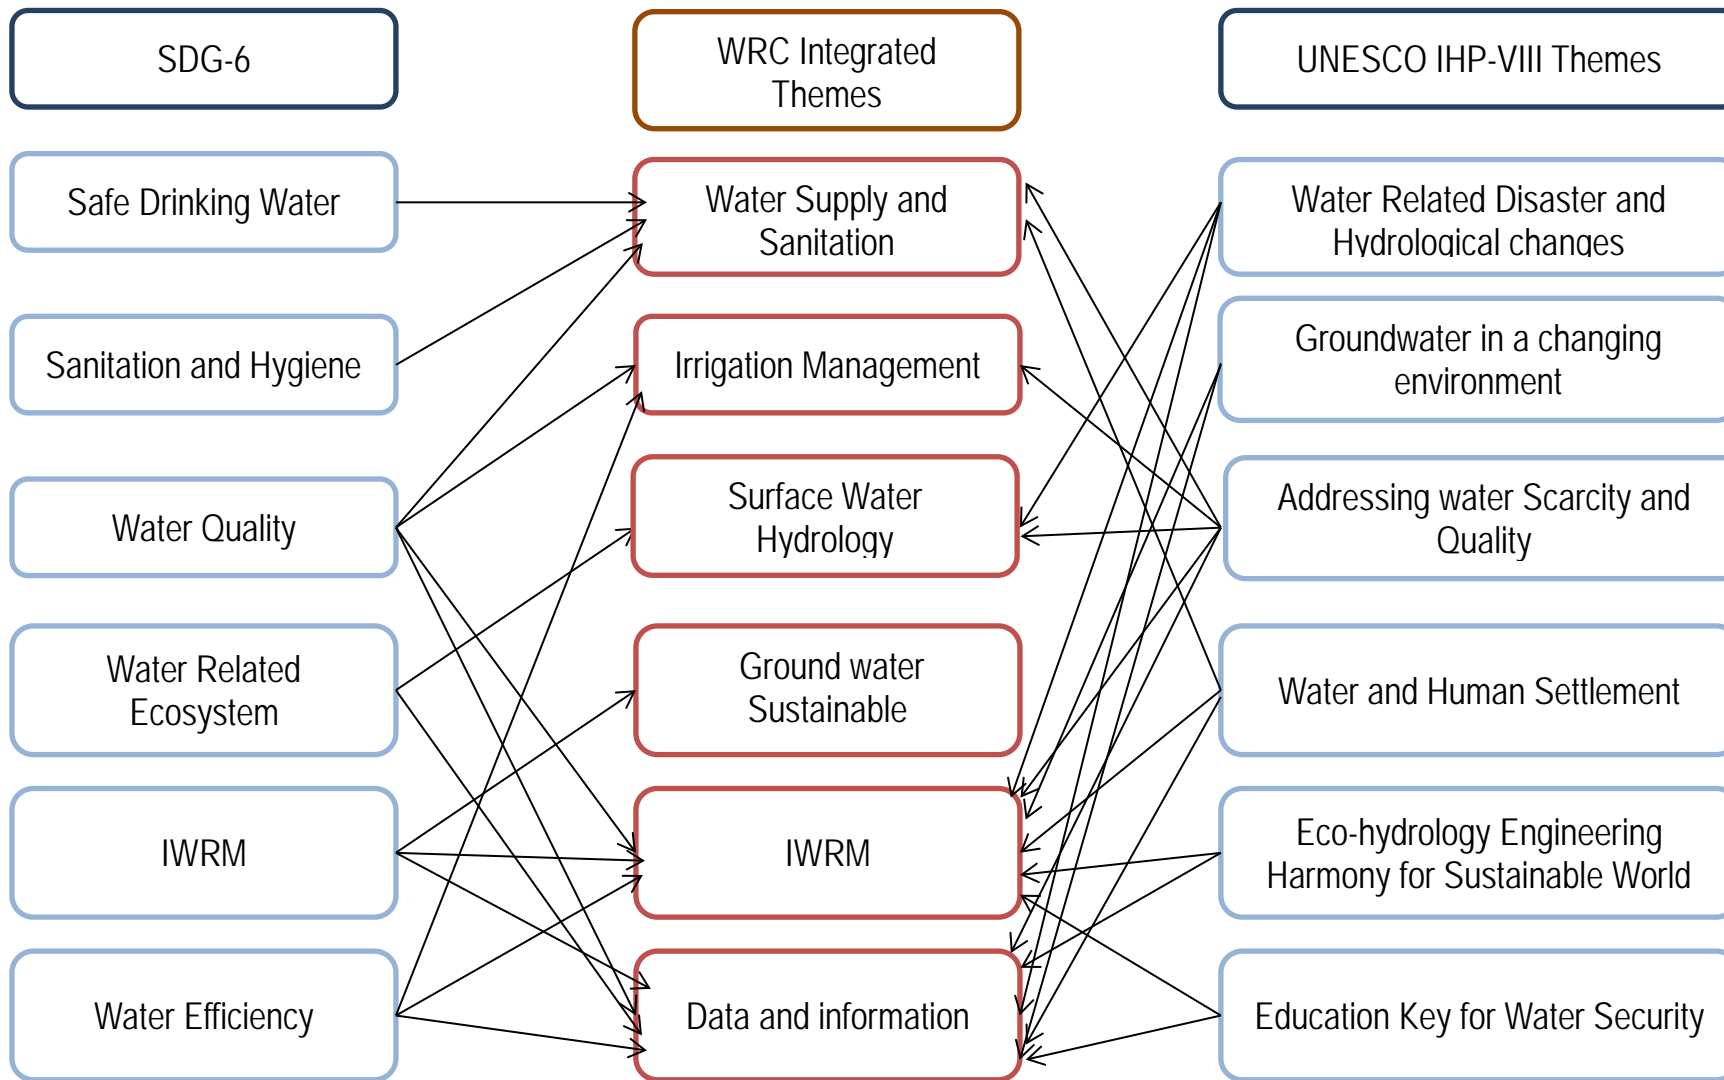 SDG-6
WRC Integrated
Themes
UNESCO IHP-VIII Themes
Safe Drinking Water
Water Supply and
Sanitation
Water Related Disaster and
Hydrological changes
Sanitation and Hygiene
Irrigation Management
Groundwater in a changing
environment
Water Quality
Surface Water
Hydrology
Addressing water Scarcity and
Quality
Water Related
Ecosystem
Ground water
Sustainable
Water and Human Settlement
IWRM
IWRM
Eco-hydrology Engineering
Harmony for Sustainable World
Water Efficiency
Data and information
Education Key for Water Security